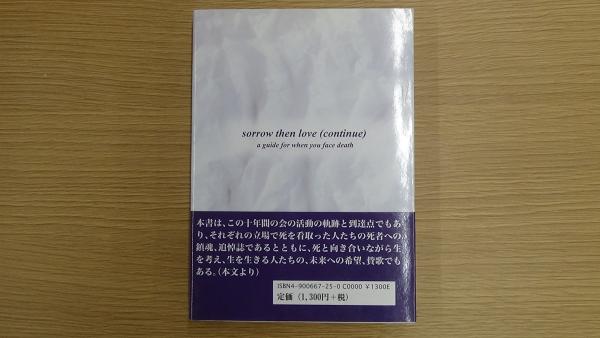 sorrow then love (continue)
a guide for when you face death
本書は、この十年間の会の活動の軌跡と到達点でもあ
り、それぞれの立場で死を看取った人たちの死者への
鎮魂、追悼誌であるとともに、死と向き合いながら生
を考え、生を生きる人たちの、未来への希望、賛歌でも
ある。(本文より)
ISBN4-900667-25-0 C0000 ¥1300E
定価(1,300円+税)